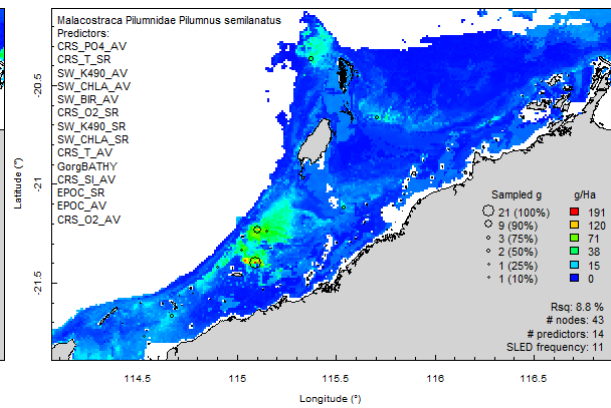 Malacostraca Pilumnidae Pilumnus semilanatus
Predictors:
CRS_PO4_AV
CRS_T_SR
SW_K490_AV
SW_CHLA_AV
SW_BIR_AV
CRS_O2_SR
SW_K490_SR
SW_CHLA_SR
CRS_T_AV
GorgBATHY
CRS_SI_AV
EPOC_SR
EPOC_AV
CRS_O2_AV
Latitude (°)
-20.5
-21
-21.5
Sampled g g/Ha
21 (100%) 191
9 (90%) 120
3 (75%) 71
2 (50%) 38
1 (25%) 15
1 (10%) 0
Rsq: 8.8 %
# nodes: 43
# predictors: 14
SLED frequency: 11
114.5 115 115.5 116 116.5
Longitude (°)